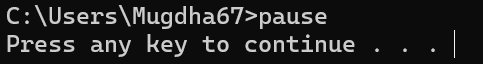 C:\Users\Mugdha67>pause
Press any key to continue . . .